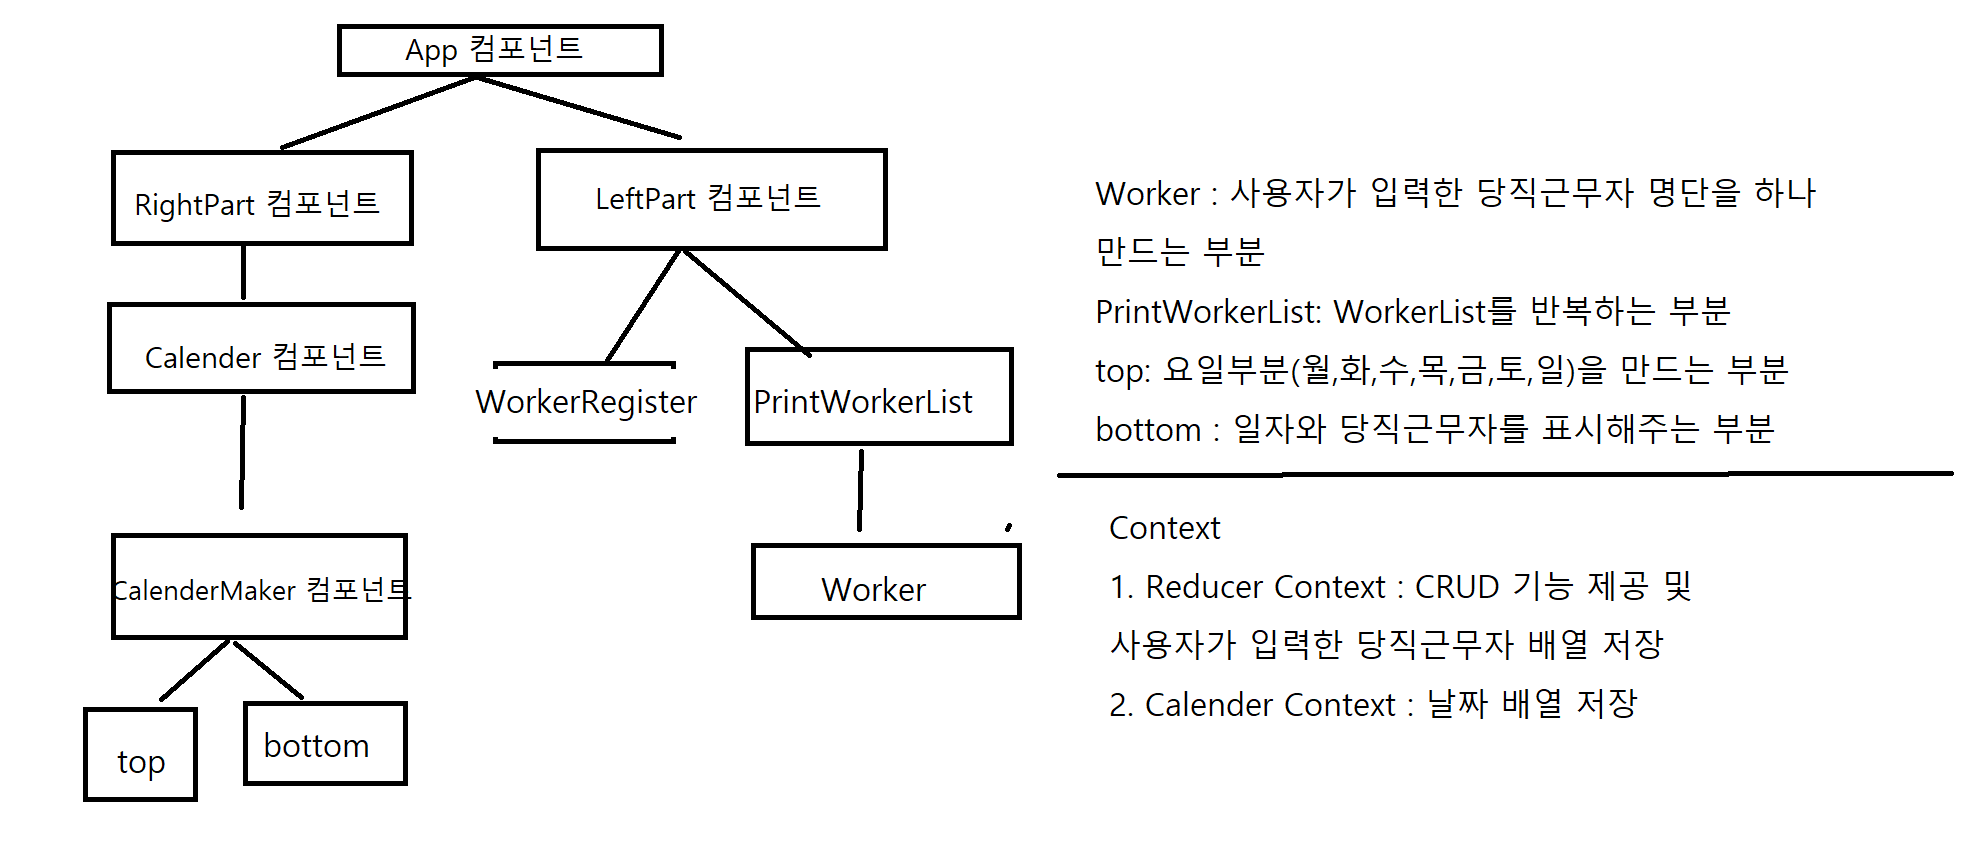 App 컴포넌트
RightPart 컴포넌트
LeftPart 컴포넌트
Calender 컴포넌트
WorkerRegister
PrintWorkerList
CalenderMaker 컴포넌트
Worker
top
bottom
Worker : 사용자가 입력한 당직근무자 명단을 하나
만드는 부분
PrintWorkerList: WorkerList를 반복하는 부분
top: 요일부분(월,화,수,목,금,토,일)을 만드는 부분
bottom : 일자와 당직근무자를 표시해주는 부분
Context
1. Reducer Context : CRUD 기능 제공 및
사용자가 입력한 당직근무자 배열 저장
2. Calender Context : 날짜 배열 저장